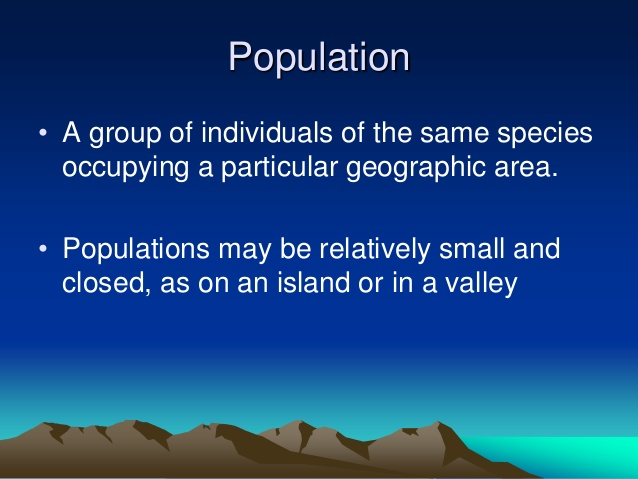 Population
• A group of individuals of the same species
occupying a particular geographic area.
• Populations may be relatively small and
closed, as on an island or in a valley